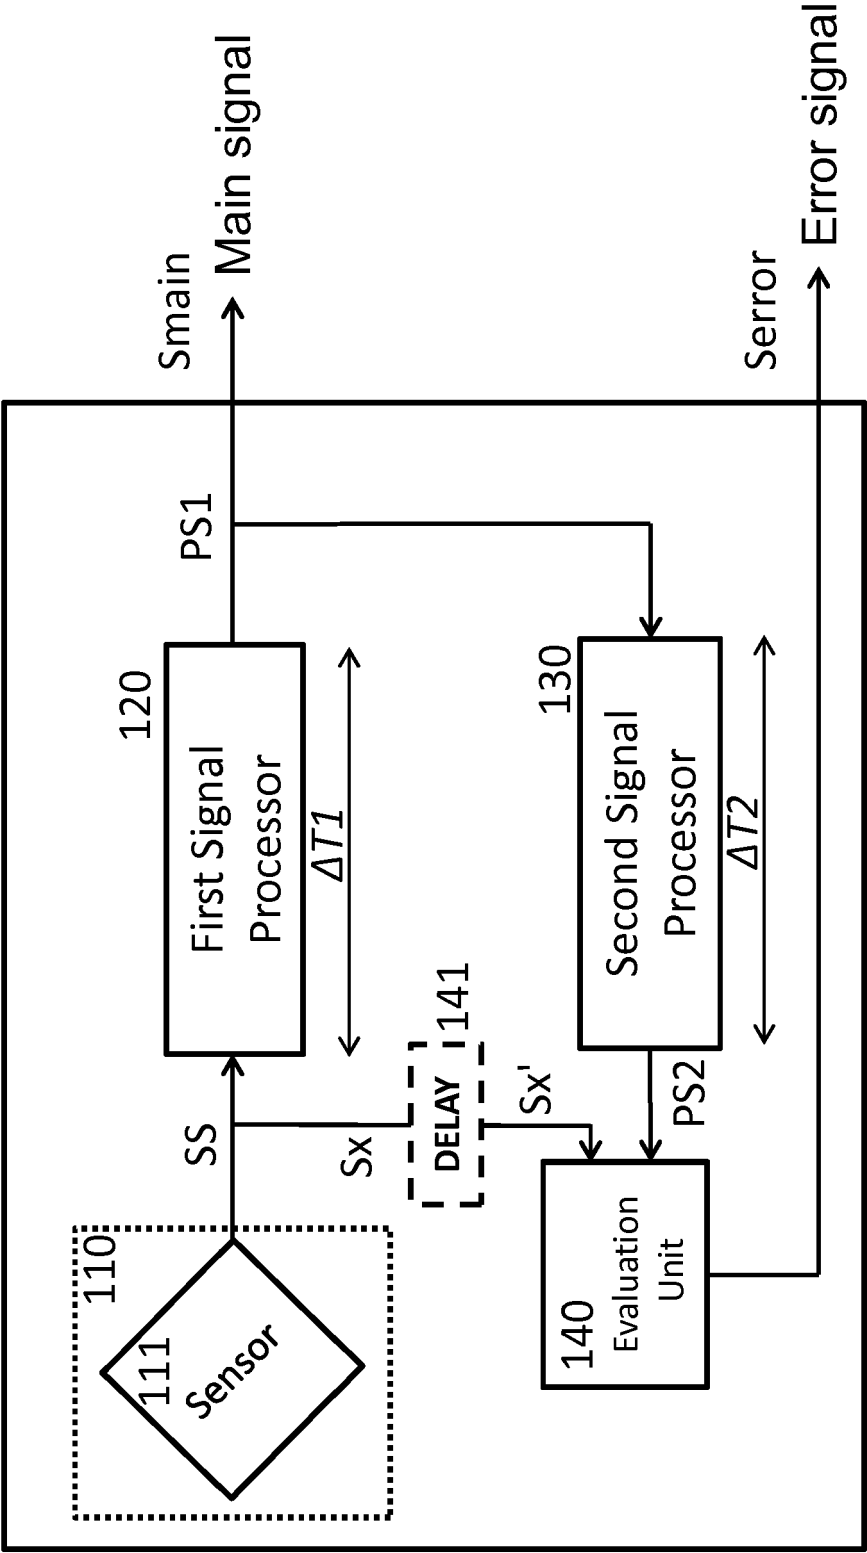 110
111
Sensor
SS
120
First Signal
Processor
ΔT1
PS1
Smain
Main signal
Sx
DELAY
141
Sx'
140
Evaluation
Unit
PS2
130
Second Signal
Processor
ΔT2
Serror
Error signal